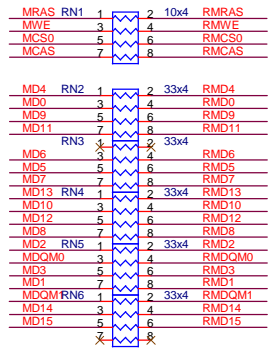 MRAS RN1 1 2 10x4 RMRAS
MWE 3 4 RMWE
MCS0 5 6 RMCS0
MCAS 7 8 RMCAS
MD4 RN2 1 2 33x4 RMD4
MD0 3 4 RMD0
MD9 5 6 RMD9
MD11 7 8 RMD11
RN3 1 2 33x4
MD6 3 4 RMD6
MD5 5 6 RMD5
MD7 7 8 RMD7
MD13 RN4 1 2 33x4 RMD13
MD10 3 4 RMD10
MD12 5 6 RMD12
MD8 7 8 RMD8
MD2 RN5 1 2 33x4 RMD2
MDQM0 3 4 RMDQM0
MD3 5 6 RMD3
MD1 7 8 RMD1
MDQM1 RN6 1 2 33x4 RMDQM1
MD14 3 4 RMD14
MD15 5 6 RMD15
7 8